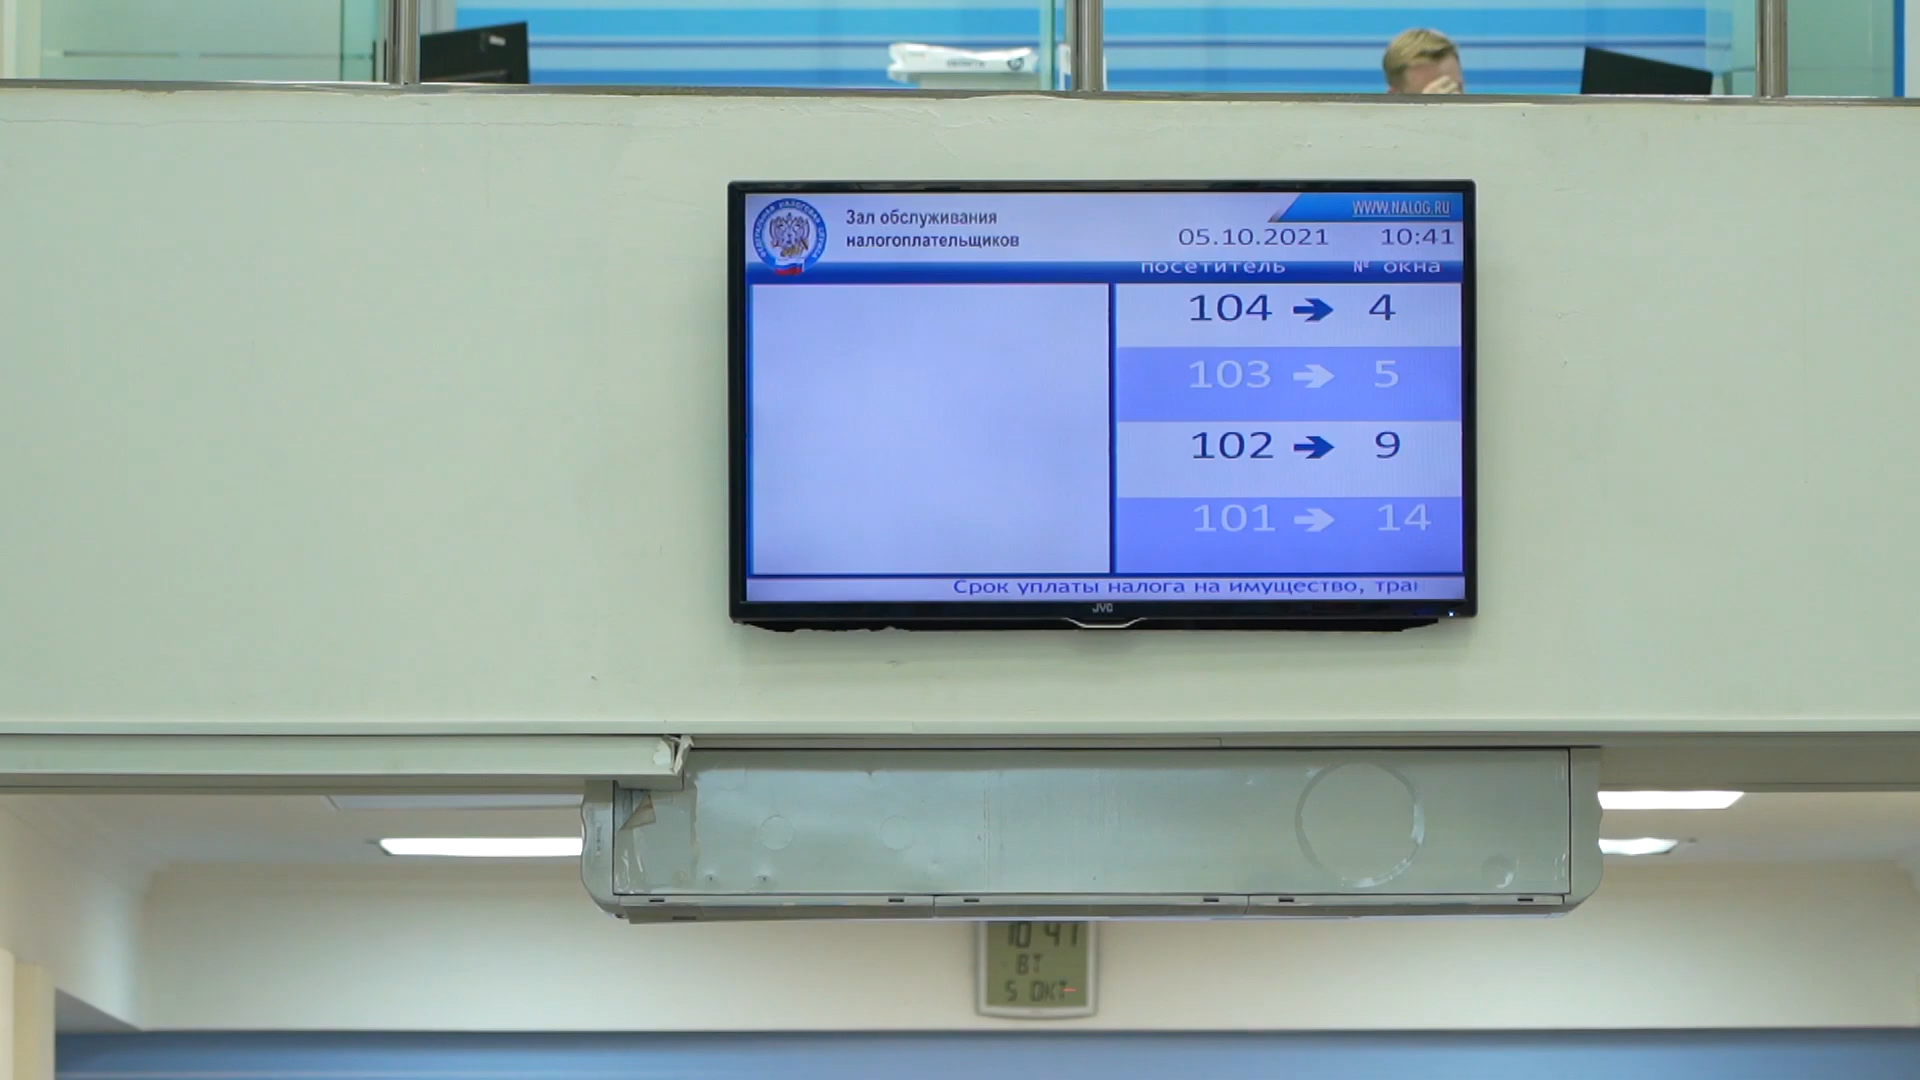 WWW.NALOG.RU
Зал обслуживания
налогоплательщиков
05.10.2021 10:41
посетитель № окна
104 4
103 5
102 9
101 14
Срок уплаты налога на имущество,
JVC
10 41
ВТ
5 ОКТ